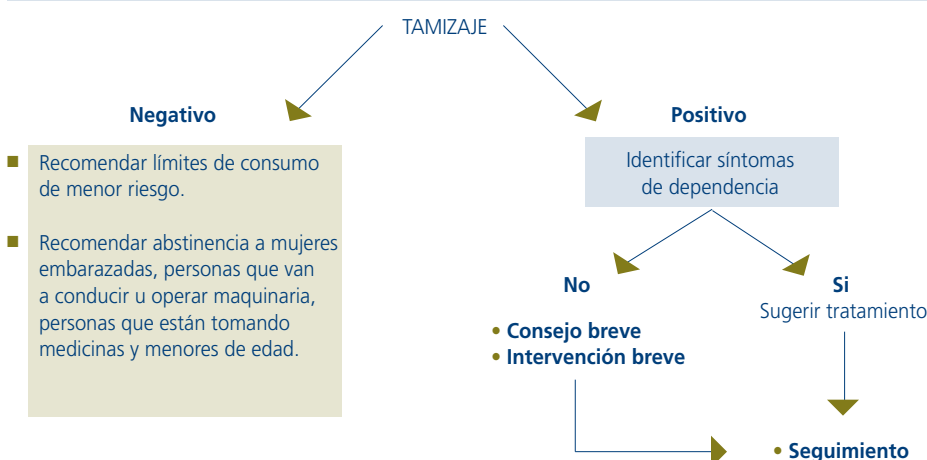 TAMIZAJE
Negativo
Recomendar límites de consumo
de menor riesgo.
Recomendar abstinencia a mujeres
embarazadas, personas que van
a conducir u operar maquinaria,
personas que están tomando
medicinas y menores de edad.
Positivo
Identificar síntomas
de dependencia
No
• Consejo breve
• Intervención breve
Si
Sugerir tratamiento
• Seguimiento